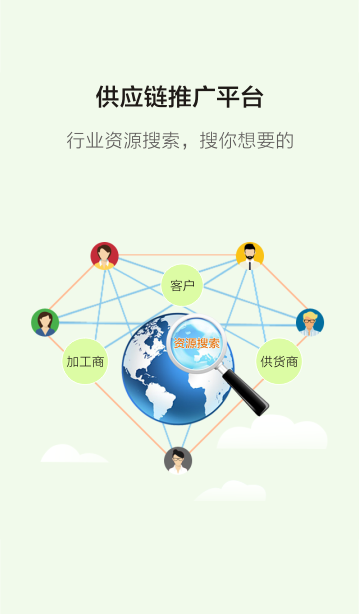 供应链推广平台
行业资源搜索，搜你想要的
客户
资源搜索
加工商
供货商